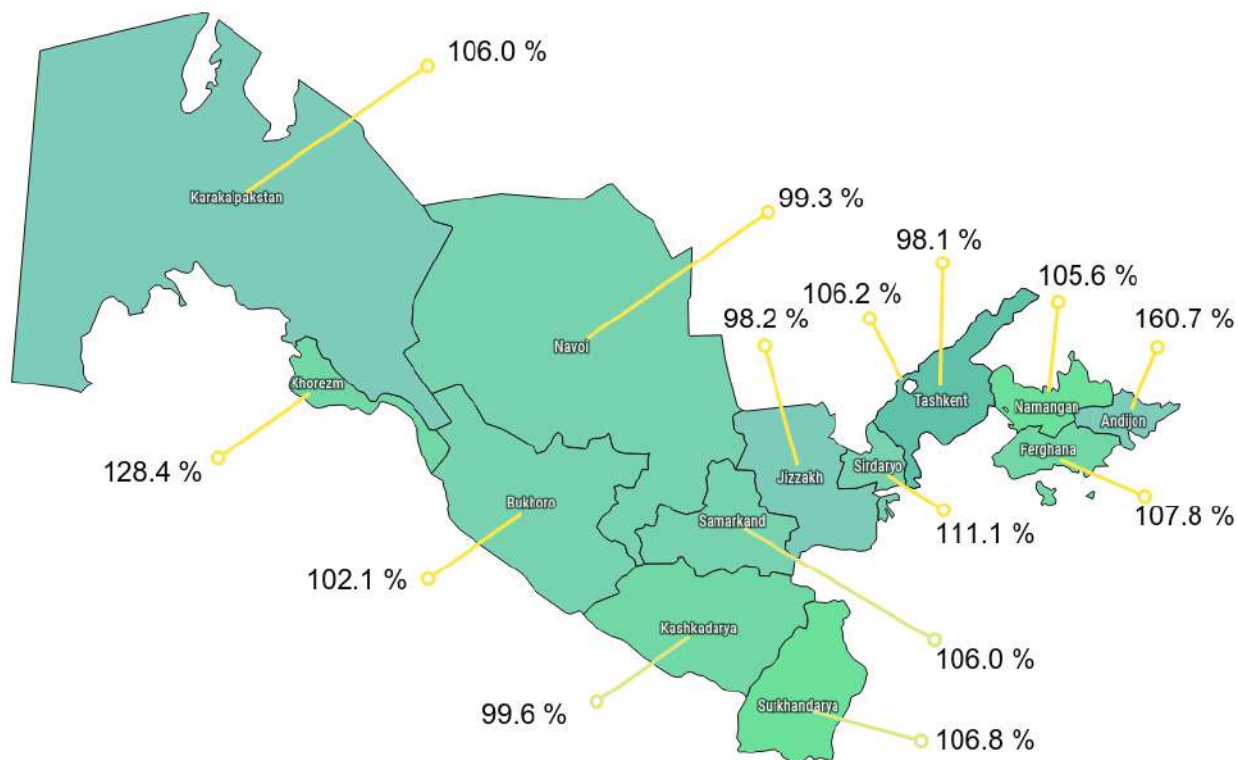 106.0 %
Karakalpakstan
99.3 %
98.1 %
106.2 %
105.6 %
98.2 %
160.7 %
Navoi
Khorezm
Tashkent
Namangan
Andijon
128.4 %
Ferghana
Sirdaryo
Jizzakh
Bukhoro
Samarkand
107.8 %
111.1 %
102.1 %
Kashkadarya
106.0 %
99.6 %
Surkhandarya
106.8 %